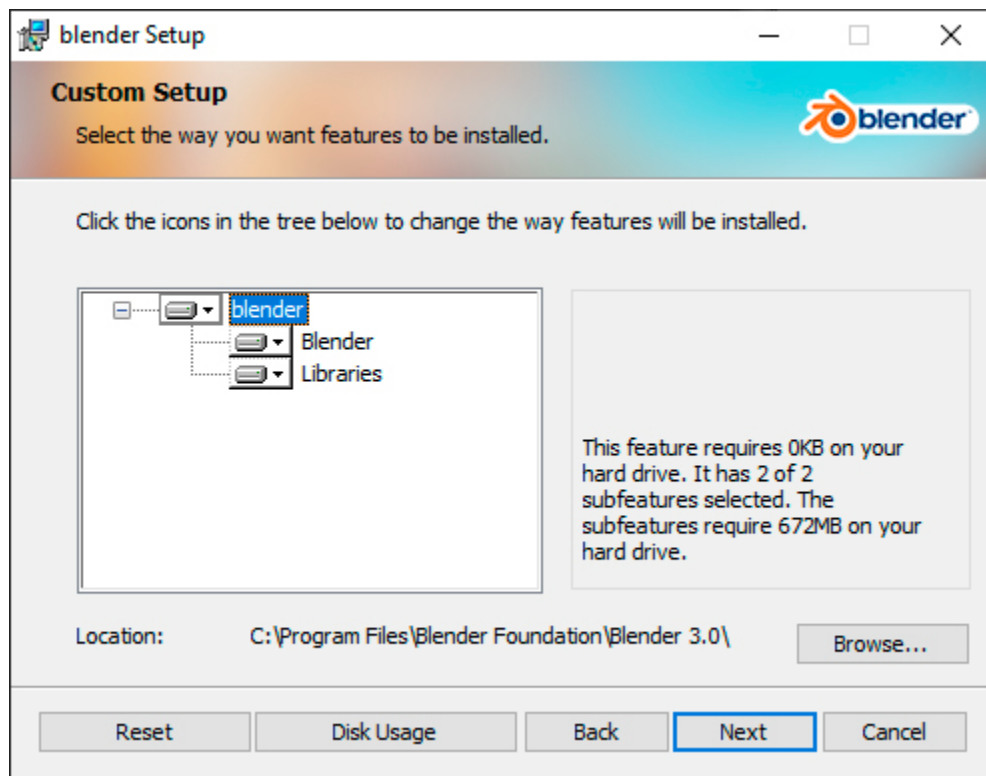 blender Setup
Custom Setup
Select the way you want features to be installed.
blender
Click the icons in the tree below to change the way features will be installed.
blender
Blender
Libraries
This feature requires 0KB on your
hard drive. It has 2 of 2
subfeatures selected. The
subfeatures require 672MB on your
hard drive.
Location: C:\Program Files\Blender Foundation\Blender 3.0\
Browse...
Reset Disk Usage Back Next Cancel